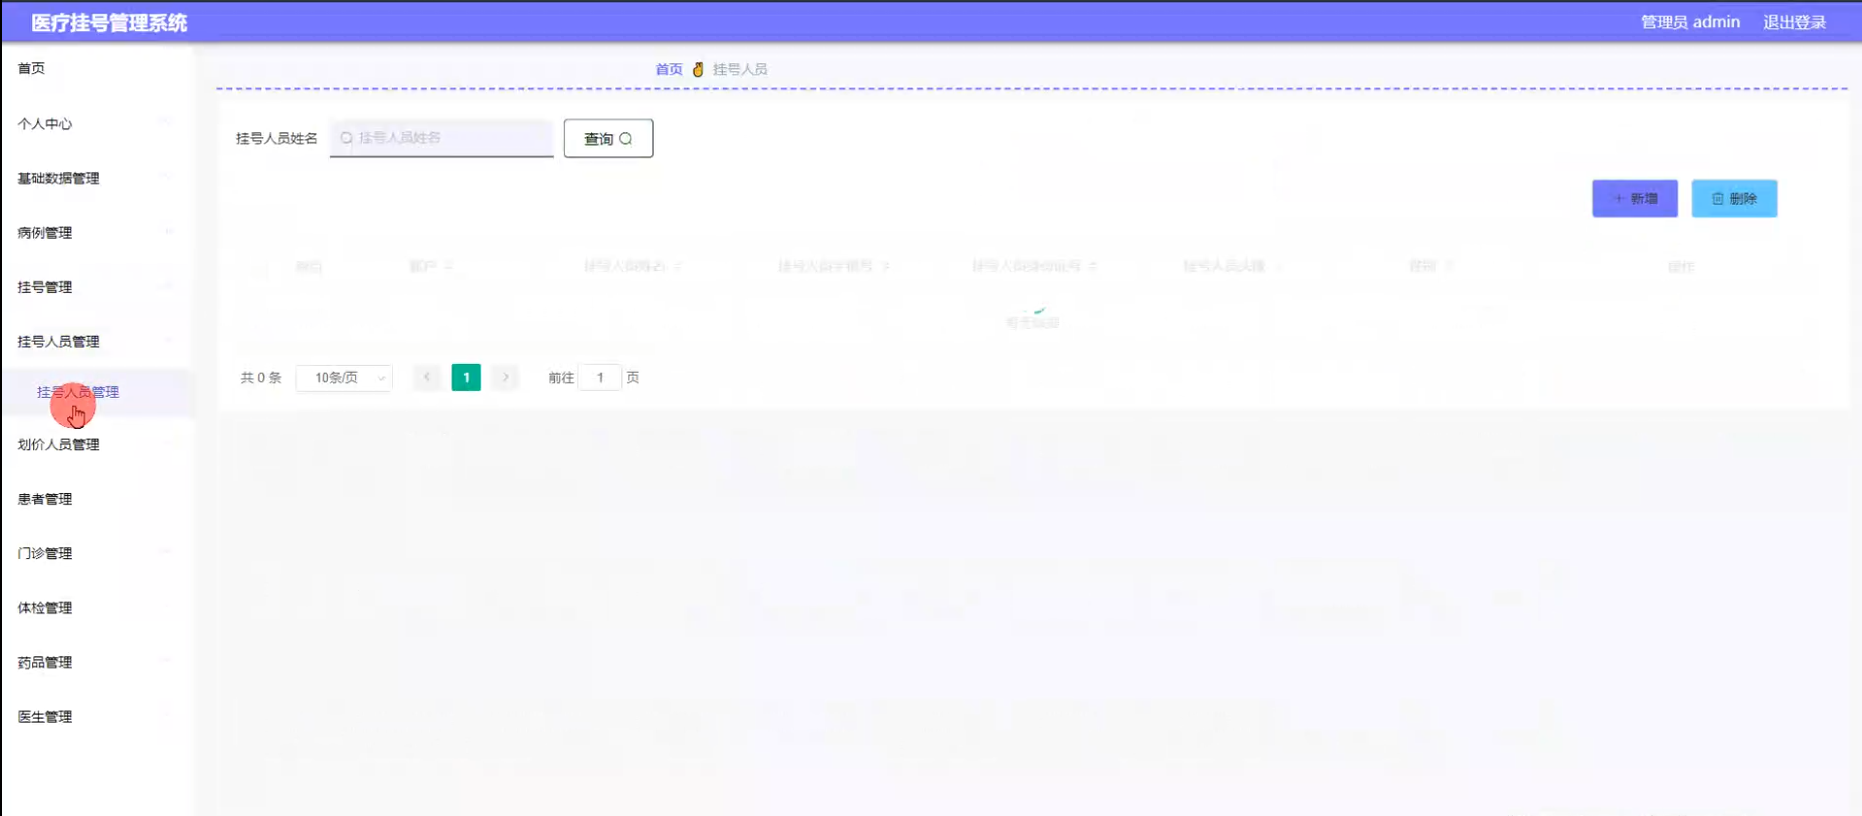 医疗挂号管理系统
管理员 admin 退出登录
首页
个人中心
基础数据管理
病例管理
挂号管理
挂号人员管理
挂号人员管理
划价人员管理
患者管理
门诊管理
体检管理
药品管理
医生管理
首页 挂号人员
挂号人员姓名 挂号人员姓名 查询
+ 新增 删除
挂号人员姓名 挂号人员手机号 挂号人员身份证号 挂号人员头像 操作
暂无数据
共 0 条 10条/页 < 1 > 前往 1 页